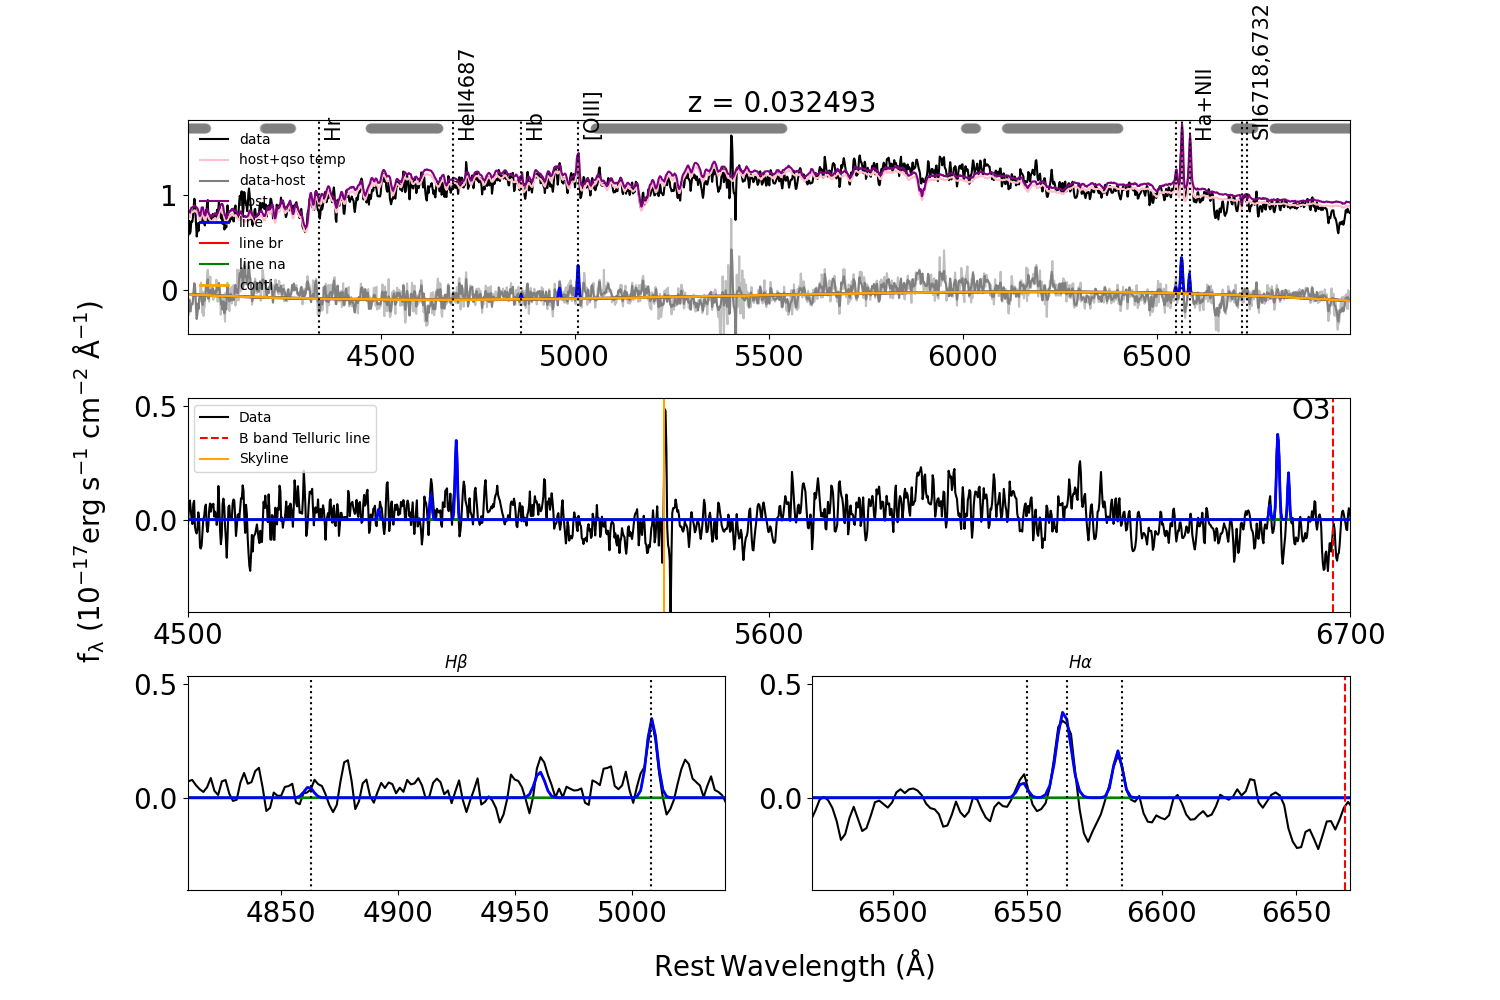 z = 0.032493
Hr
HeII4687
Hb
[OIII]
Ha+NII
SII6718,6732
data
host+qso temp
data-host
host
line
line br
line na
conti
1
0
4500 5000 5500 6000 6500
fλ (10⁻¹⁷erg s⁻¹ cm⁻² Å⁻¹)
0.5
0.0
Data
B band Telluric line
Skyline
O3
4500 5600 6700
Hβ
0.5
0.0
4850 4900 4950 5000
Hα
0.5
0.0
6500 6550 6600 6650
Rest Wavelength (Å)